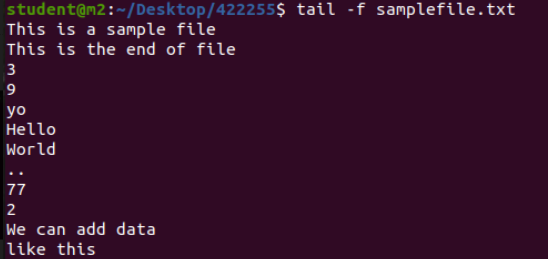 student@m2:~/Desktop/422255$ tail -f samplefile.txt
This is a sample file
This is the end of file
3
9
yo
Hello
World
..
77
2
We can add data
like this